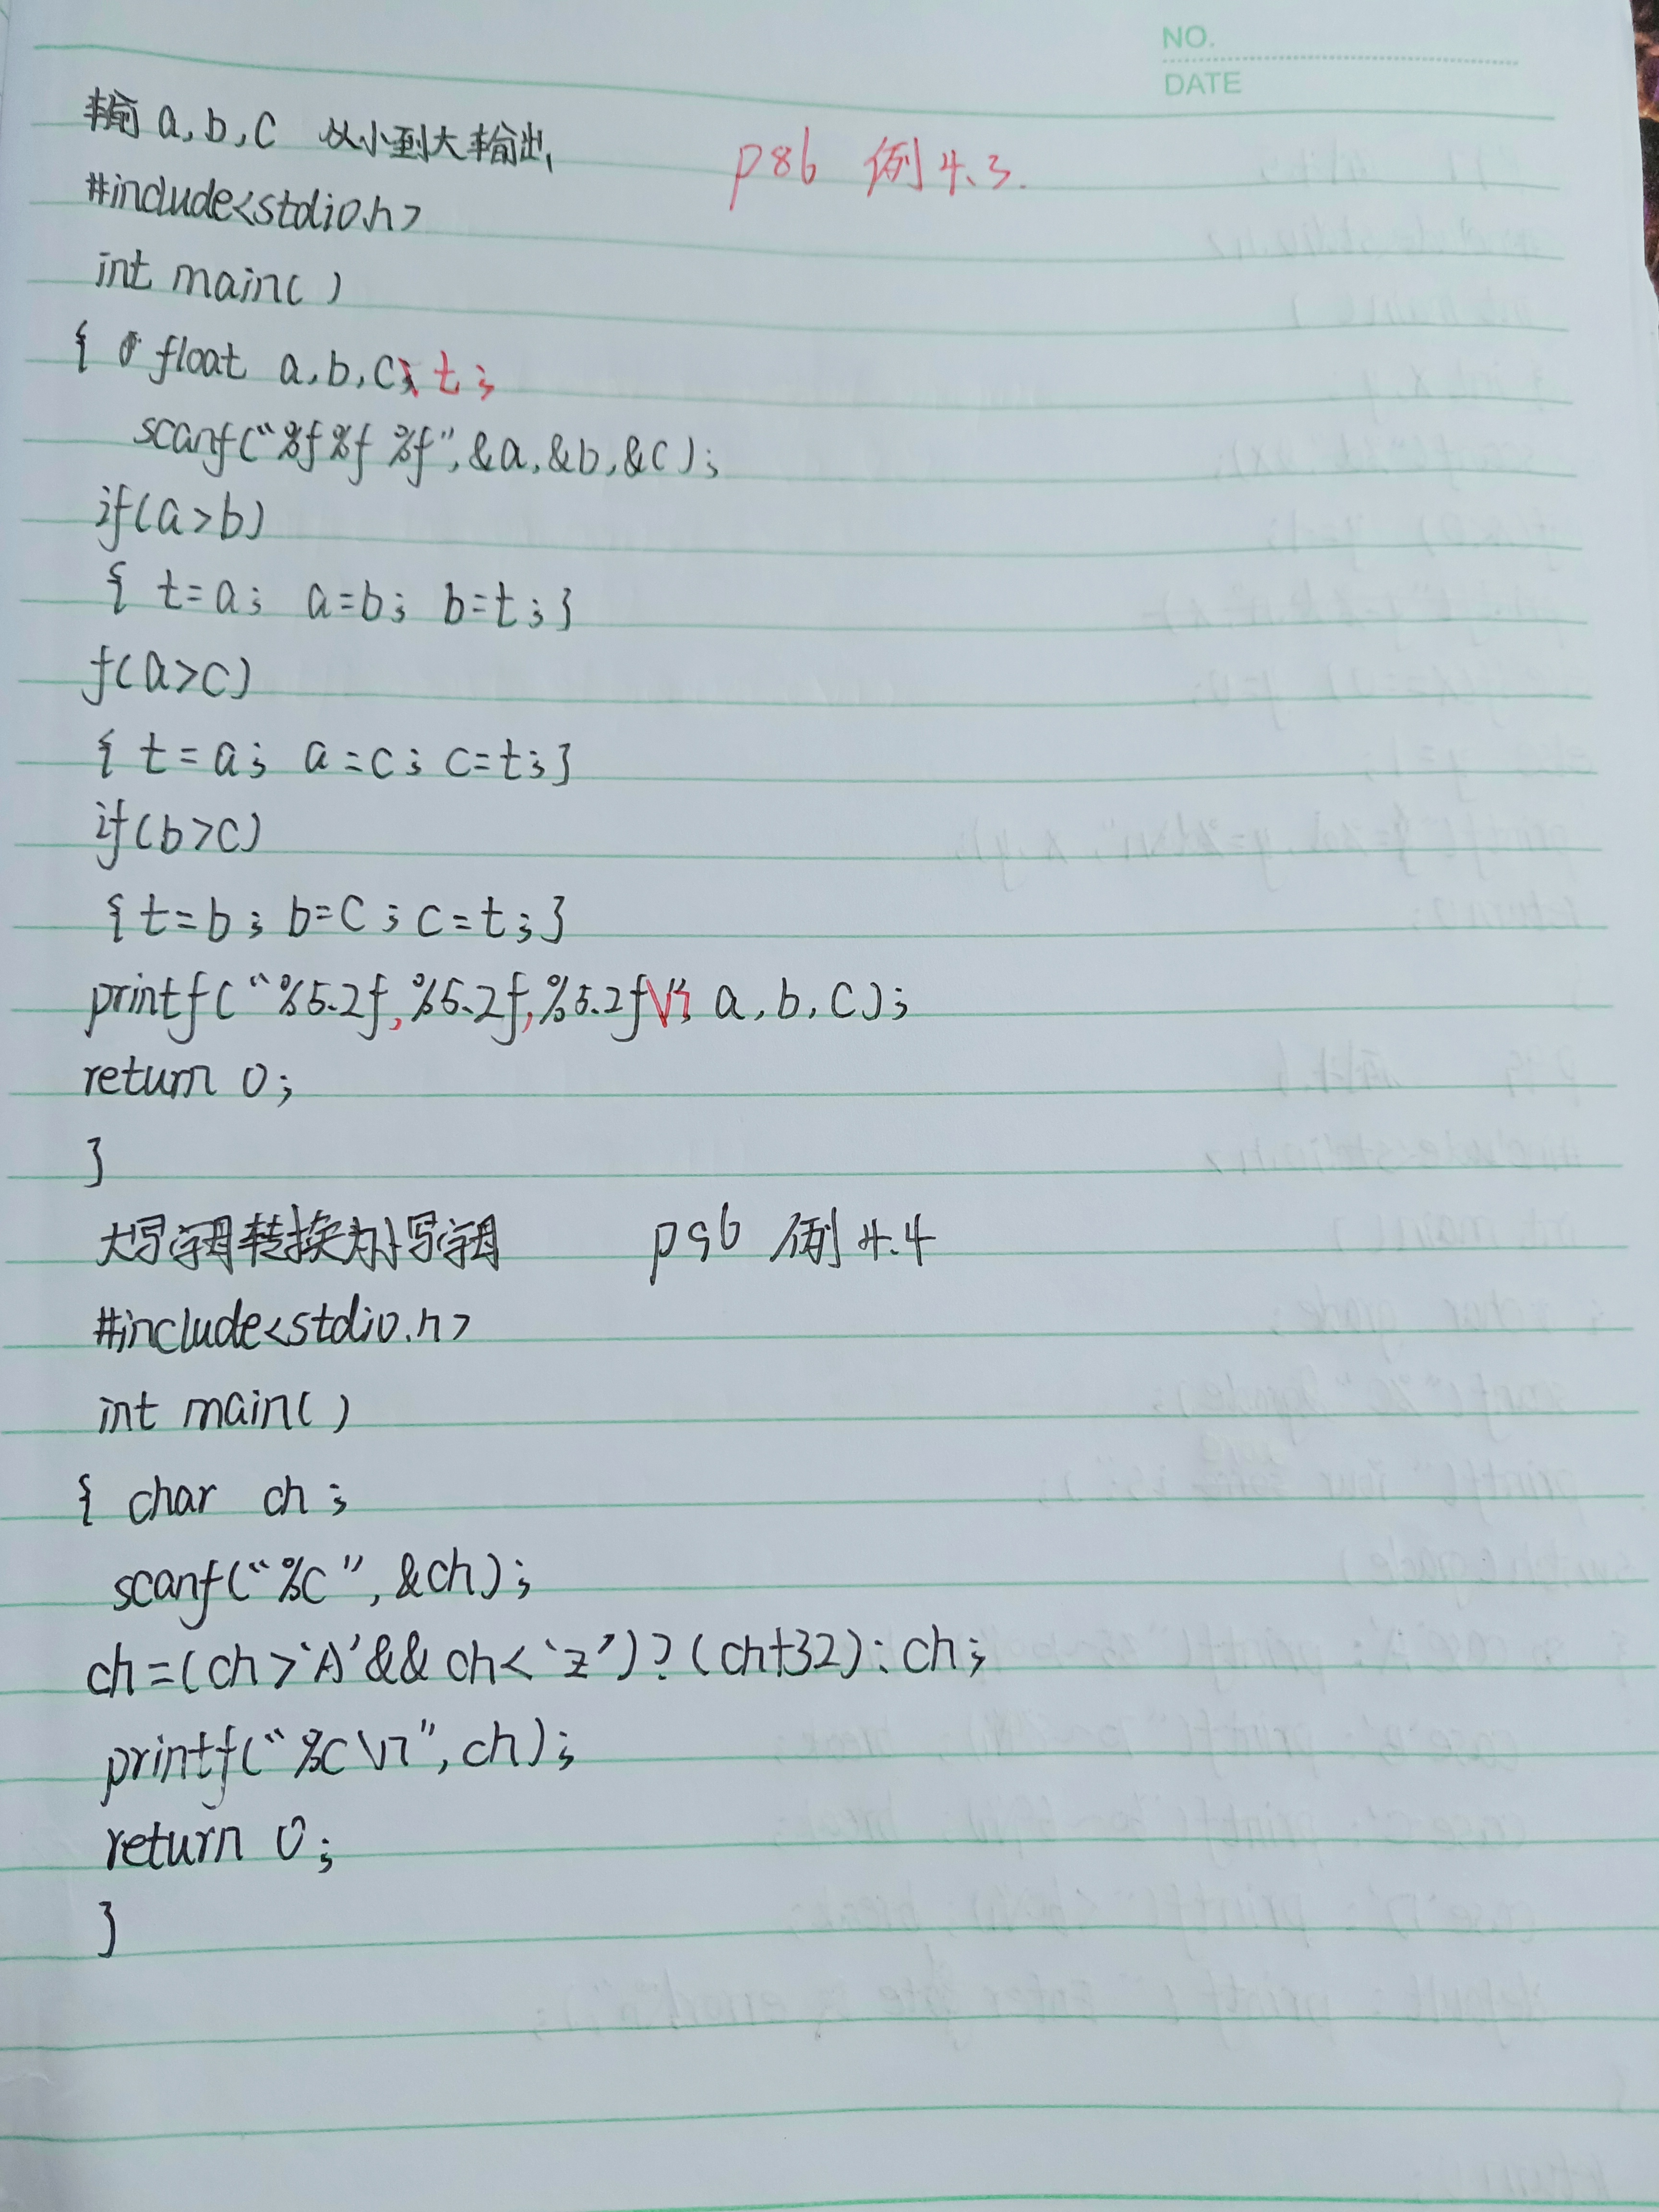 NO.
DATE
输 a, b, c 从小到大输出, p86 例4.3.
#include<stdio.h>
int main( )
{ float a, b, c, t;
scanf("%f%f %f", &a, &b, &c);
if(a>b)
{ t=a; a=b; b=t; }
f(a>c)
{ t=a; a=c; c=t; }
if(b>c)
{ t=b; b=c; c=t; }
printf("%5.2f, %5.2f, %5.2f\n", a, b, c);
return 0;
}
大写字母转换为小写字母 p96 例4.4
#include<stdio.h>
int main( )
{ char ch;
scanf("%c", &ch);
ch=(ch>'A'&& ch<'z')?(ch+32):ch;
printf("%c\n", ch);
return 0;
}